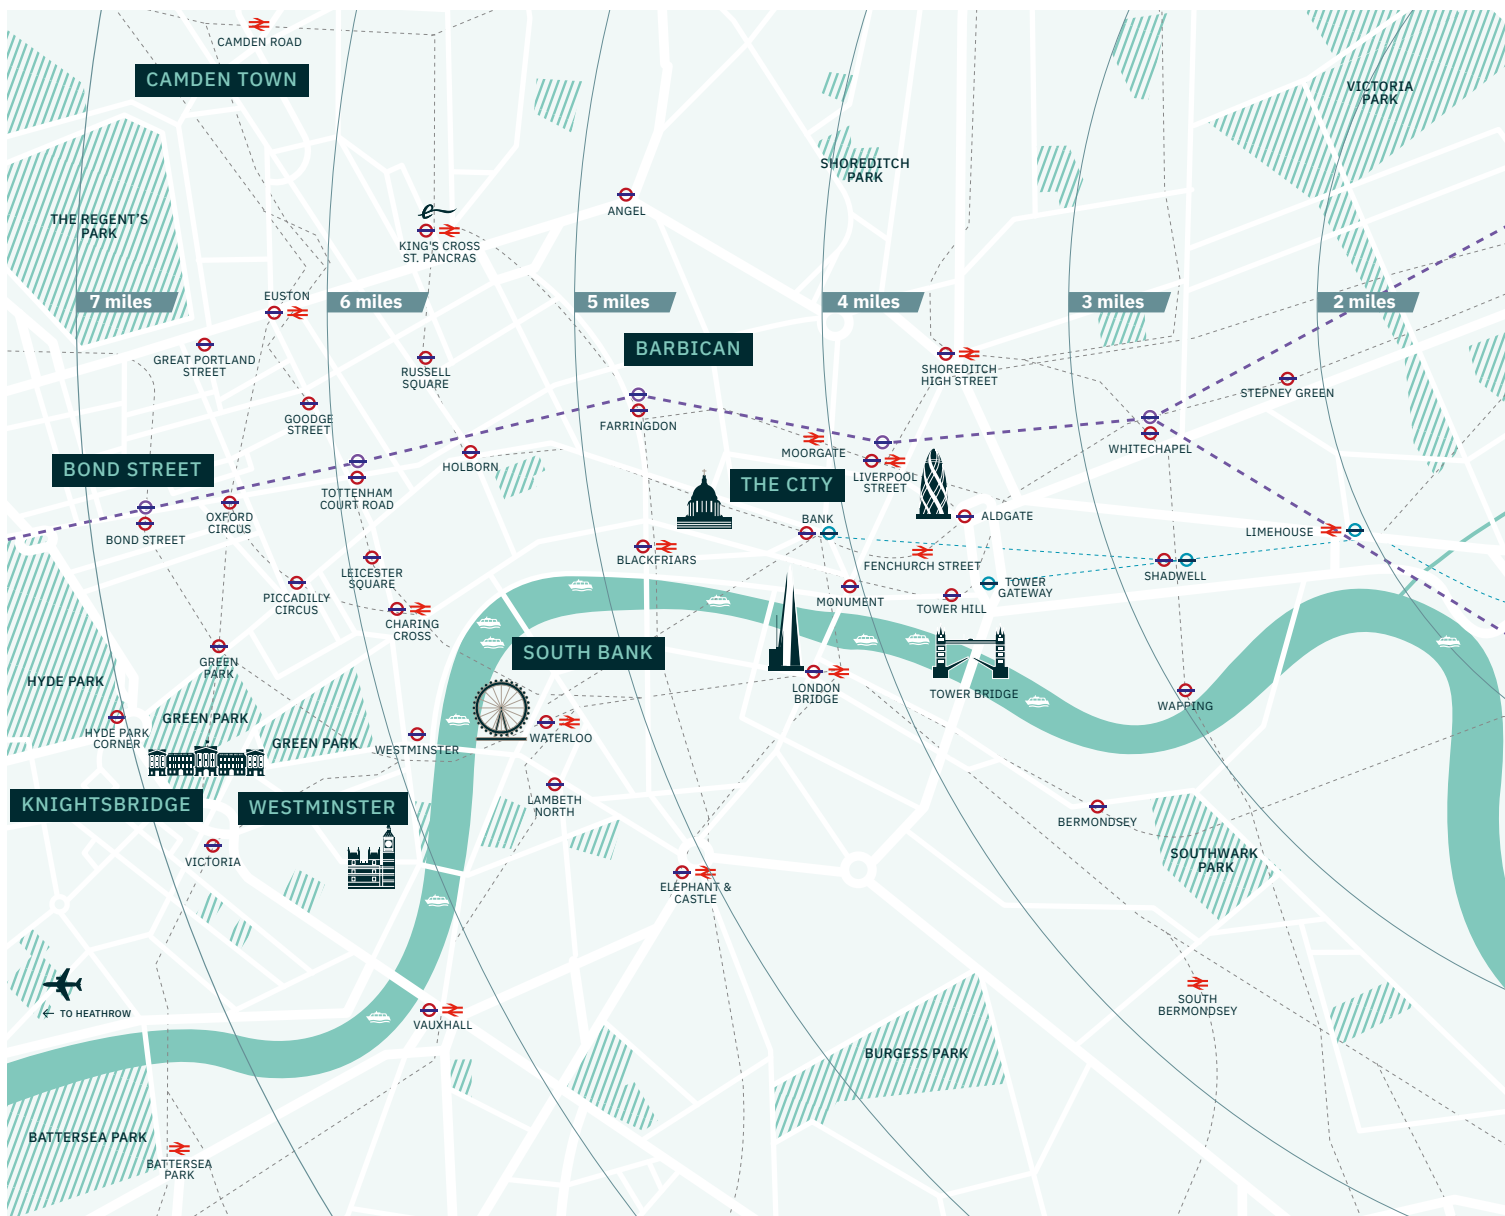 CAMDEN ROAD
CAMDEN TOWN
VICTORIA
PARK
SHOREDITCH
PARK
THE REGENT'S
PARK
ANGEL
KING'S CROSS
ST. PANCRAS
EUSTON
7 miles
6 miles
5 miles
4 miles
3 miles
2 miles
GREAT PORTLAND
STREET
RUSSELL
SQUARE
BARBICAN
SHOREDITCH
HIGH STREET
STEPNEY GREEN
GOODGE
STREET
FARRINGDON
MOORGATE
WHITECHAPEL
HOLBORN
BOND STREET
LIVERPOOL
STREET
THE CITY
TOTTENHAM
COURT ROAD
OXFORD
CIRCUS
BOND STREET
BANK
ALDGATE
LIMEHOUSE
BLACKFRIARS
FENCHURCH STREET
SHADWELL
LEICESTER
SQUARE
PICCADILLY
CIRCUS
MONUMENT
TOWER HILL
TOWER
GATEWAY
CHARING
CROSS
SOUTH BANK
GREEN
PARK
HYDE PARK
LONDON
BRIDGE
TOWER BRIDGE
WAPPING
GREEN PARK
HYDE PARK
CORNER
GREEN PARK
WESTMINSTER
WATERLOO
KNIGHTSBRIDGE
WESTMINSTER
LAMBETH
NORTH
BERMONDSEY
VICTORIA
SOUTHWARK
PARK
ELEPHANT &
CASTLE
← TO HEATHROW
VAUXHALL
SOUTH
BERMONDSEY
BURGESS PARK
BATTERSEA PARK
BATTERSEA
PARK